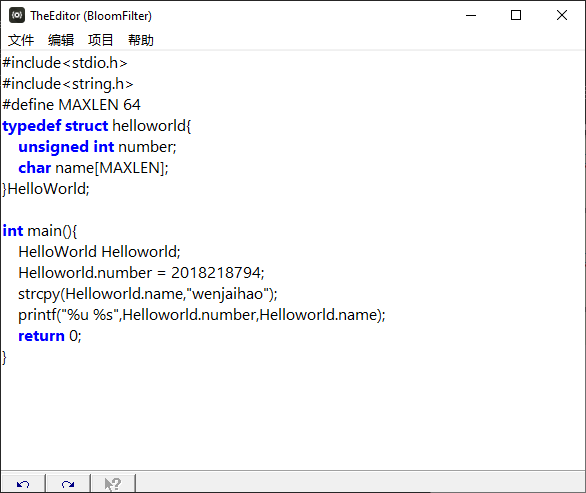 TheEditor (BloomFilter)
文件 编辑 项目 帮助
#include<stdio.h>
#include<string.h>
#define MAXLEN 64
typedef struct helloworld{
    unsigned int number;
    char name[MAXLEN];
}HelloWorld;

int main(){
    HelloWorld Helloworld;
    Helloworld.number = 2018218794;
    strcpy(Helloworld.name,"wenjaihao");
    printf("%u %s",Helloworld.number,Helloworld.name);
    return 0;
}